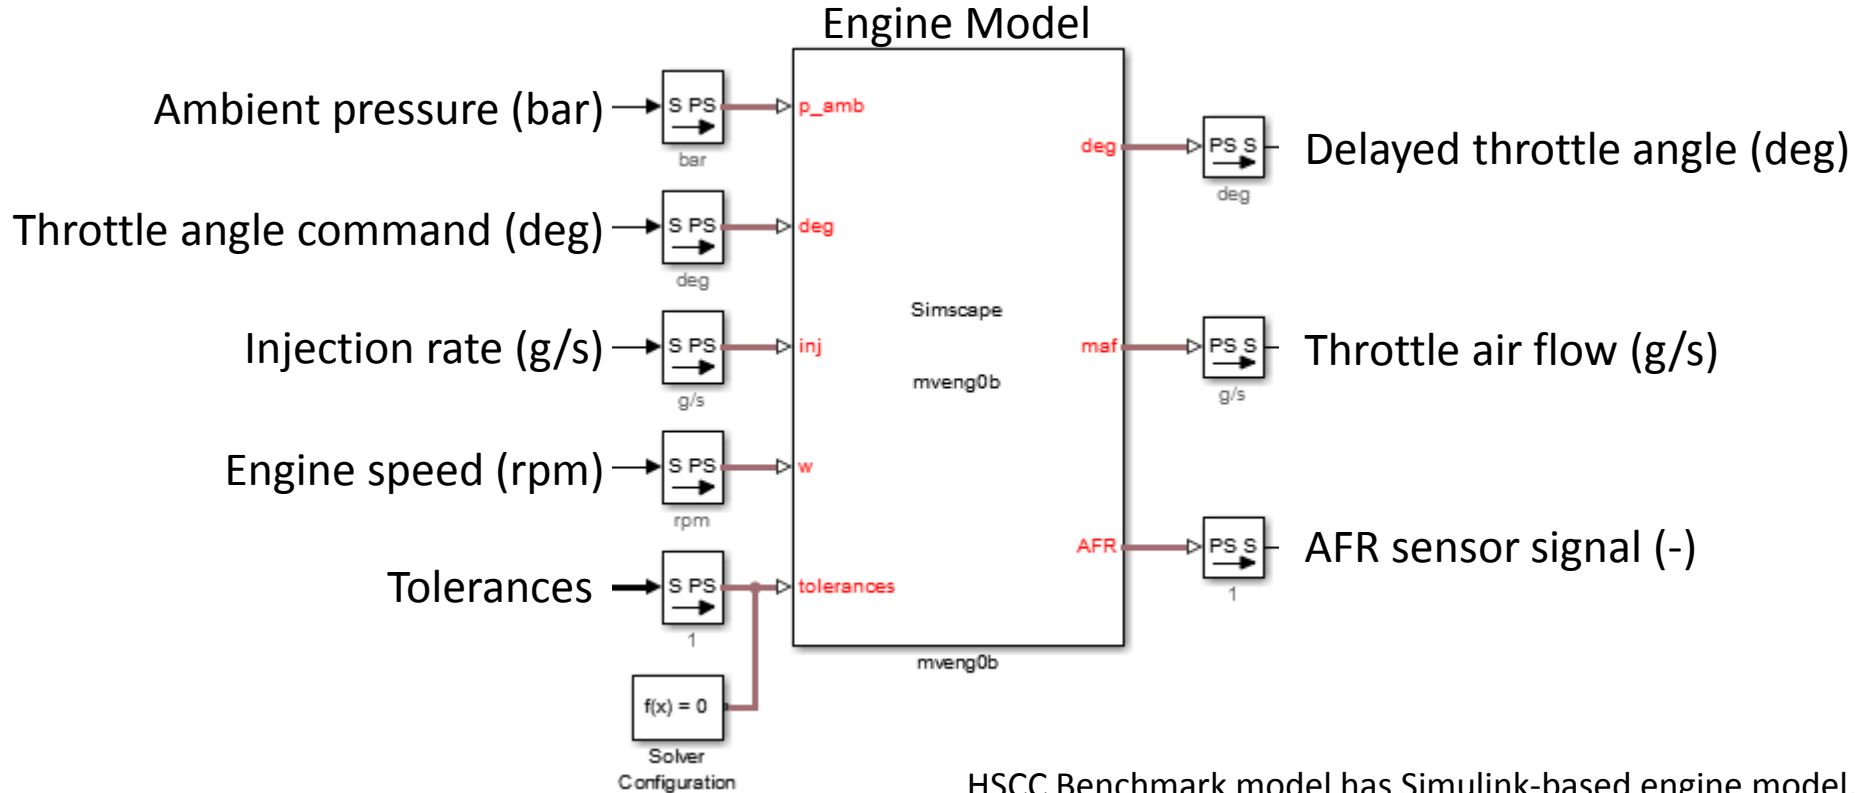 Engine Model
Ambient pressure (bar)
S PS
bar
p_amb
deg
PS S
deg
Delayed throttle angle (deg)
Throttle angle command (deg)
S PS
deg
deg
Simscape
mveng0b
Injection rate (g/s)
S PS
g/s
inj
maf
PS S
g/s
Throttle air flow (g/s)
Engine speed (rpm)
S PS
rpm
w
AFR
PS S
1
AFR sensor signal (-)
Tolerances
S PS
1
tolerances
mveng0b
f(x) = 0
Solver
Configuration
HSCC Benchmark model has Simulink-based engine model.